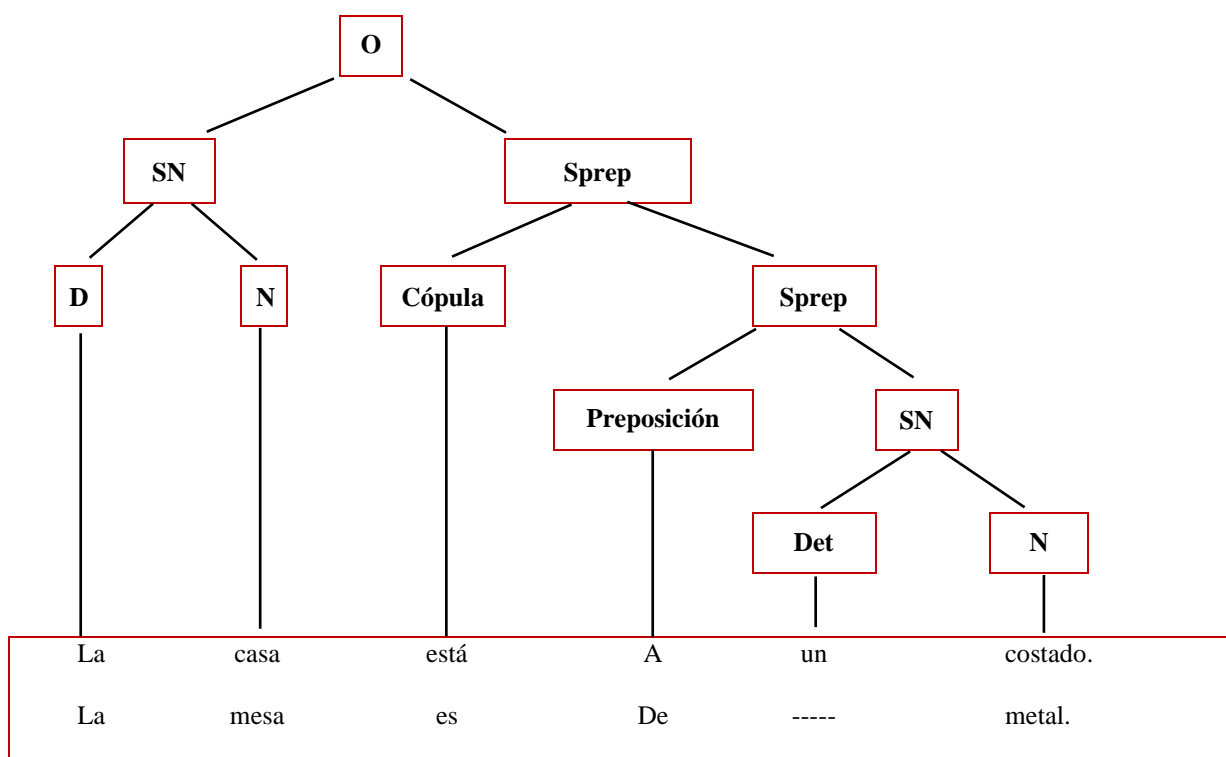 O
SN Sprep
D N Cópula Sprep
Preposición SN
Det N
La casa está A un costado.
La mesa es De ----- metal.